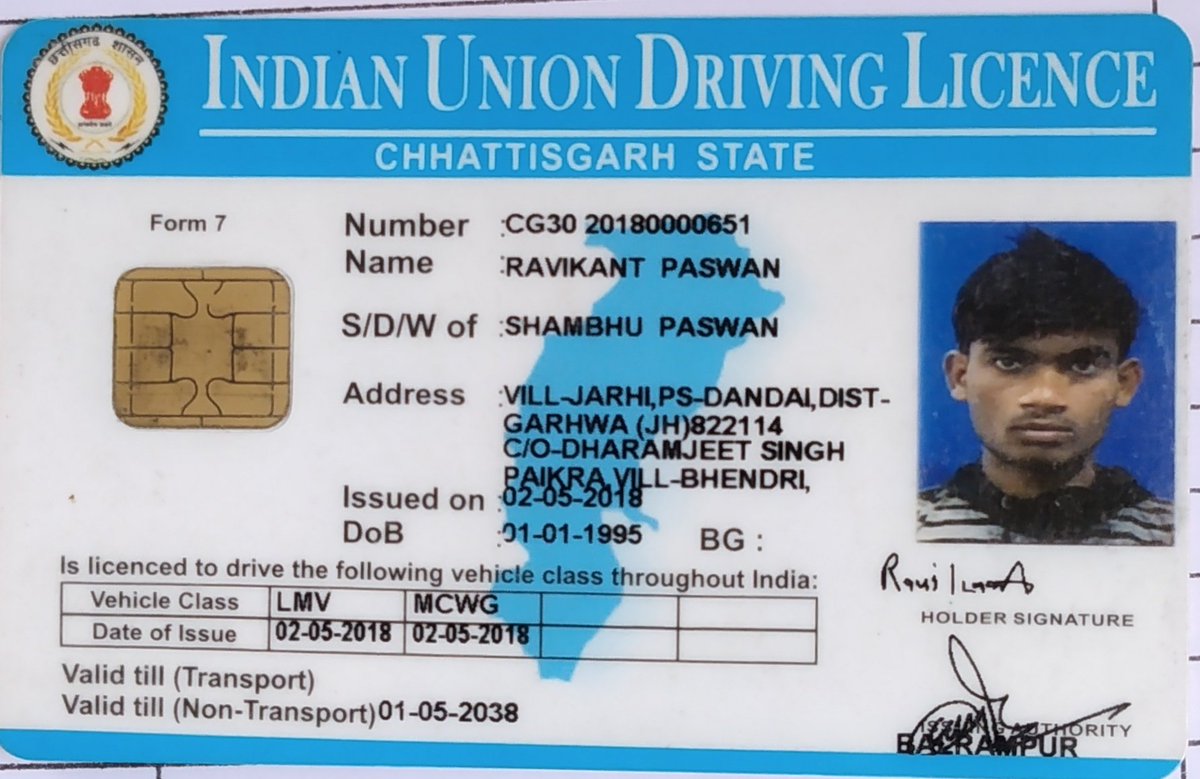 छत्तीसगढ़ शासन
INDIAN UNION DRIVING LICENCE
CHHATTISGARH STATE
Form 7
Number :CG30 20180000651
Name :RAVIKANT PASWAN
S/D/W of :SHAMBHU PASWAN
Address :VILL-JARHI,PS-DANDAI,DIST-
GARHWA (JH)822114
C/O-DHARAMJEET SINGH
PAIKRA,VILL-BHENDRI,
Issued on :02-05-2018
DoB :01-01-1995 BG :
Is licenced to drive the following vehicle class throughout India:
Vehicle Class LMV MCWG
Date of Issue 02-05-2018 02-05-2018
Valid till (Transport)
Valid till (Non-Transport)01-05-2038
HOLDER SIGNATURE
ISSUING AUTHORITY
BALRAMPUR